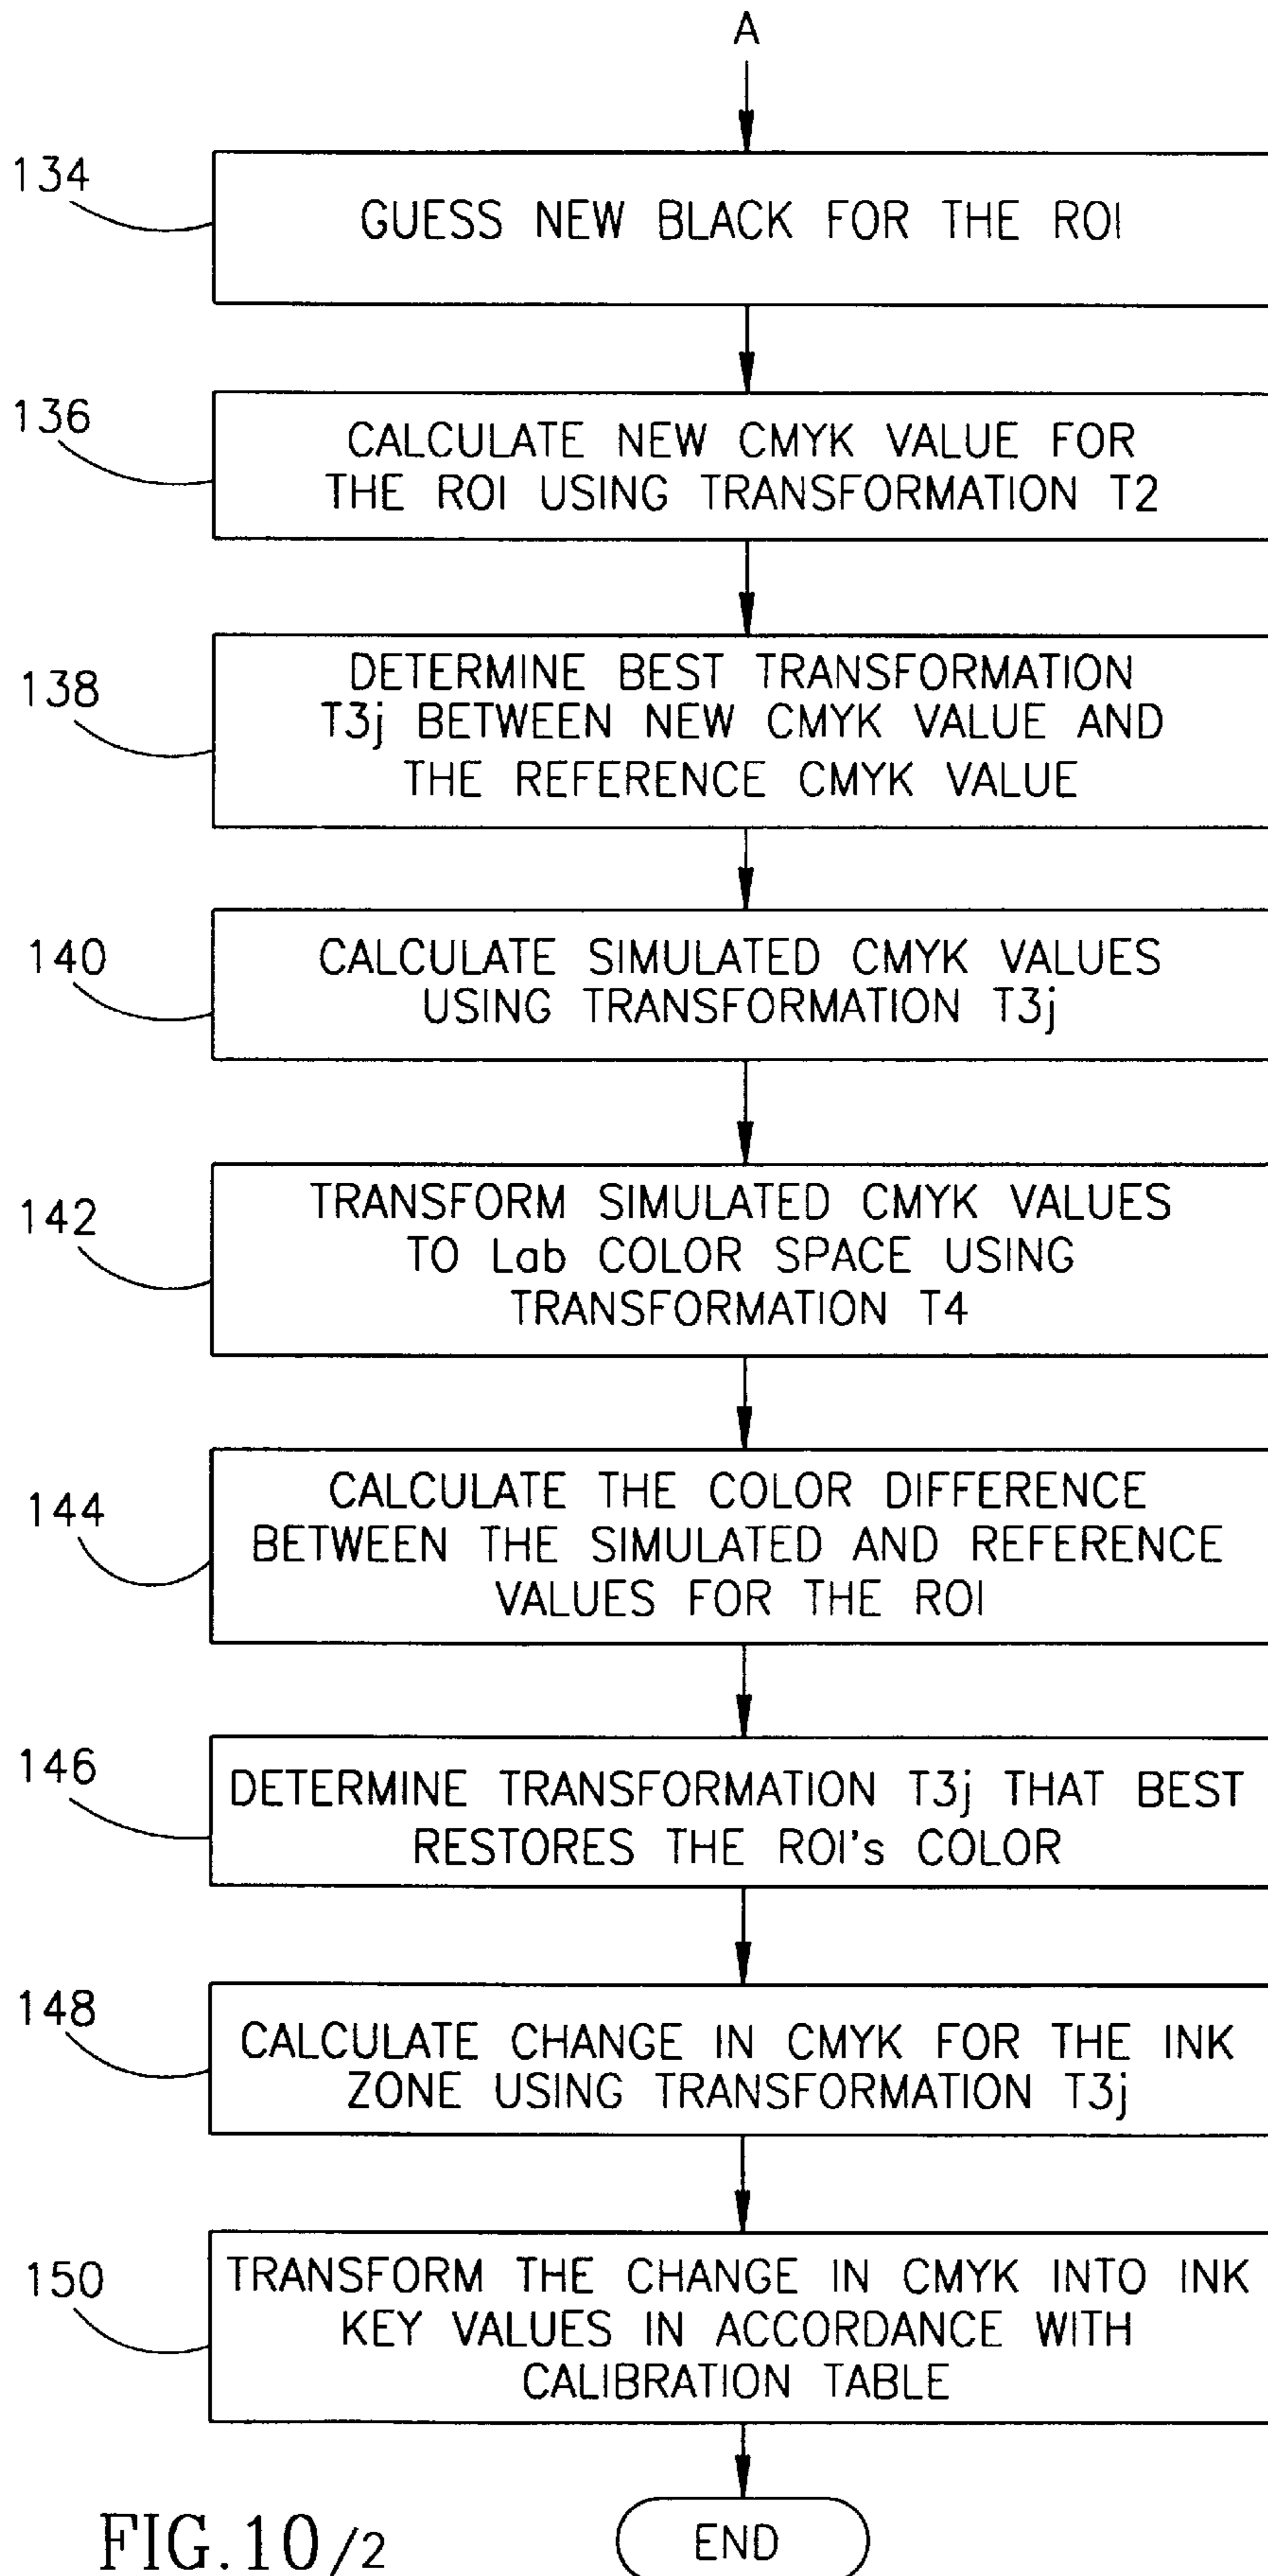 A
134
GUESS NEW BLACK FOR THE ROI
136
CALCULATE NEW CMYK VALUE FOR
THE ROI USING TRANSFORMATION T2
138
DETERMINE BEST TRANSFORMATION
T3j BETWEEN NEW CMYK VALUE AND
THE REFERENCE CMYK VALUE
140
CALCULATE SIMULATED CMYK VALUES
USING TRANSFORMATION T3j
142
TRANSFORM SIMULATED CMYK VALUES
TO Lab COLOR SPACE USING
TRANSFORMATION T4
144
CALCULATE THE COLOR DIFFERENCE
BETWEEN THE SIMULATED AND REFERENCE
VALUES FOR THE ROI
146
DETERMINE TRANSFORMATION T3j THAT BEST
RESTORES THE ROI's COLOR
148
CALCULATE CHANGE IN CMYK FOR THE INK
ZONE USING TRANSFORMATION T3j
150
TRANSFORM THE CHANGE IN CMYK INTO INK
KEY VALUES IN ACCORDANCE WITH
CALIBRATION TABLE
END
FIG.10/2